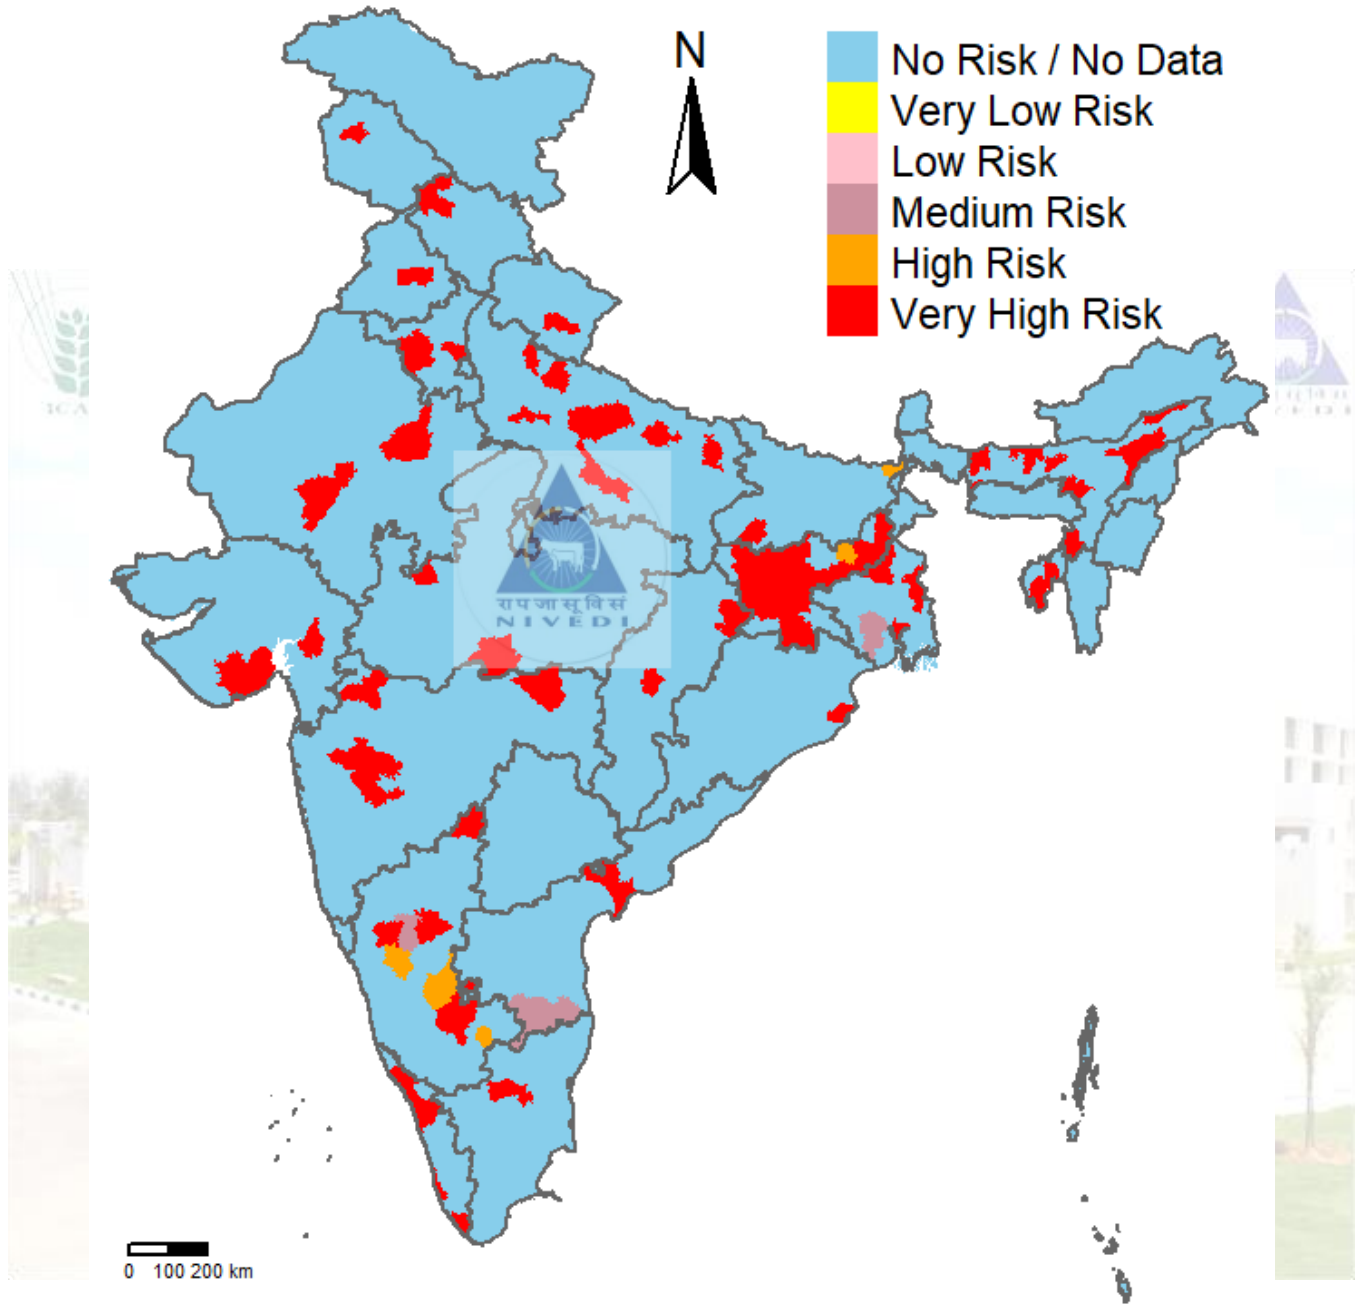 N
No Risk / No Data
Very Low Risk
Low Risk
Medium Risk
High Risk
Very High Risk
रा प जा सू वि सं
NIVEDI
0 100 200 km